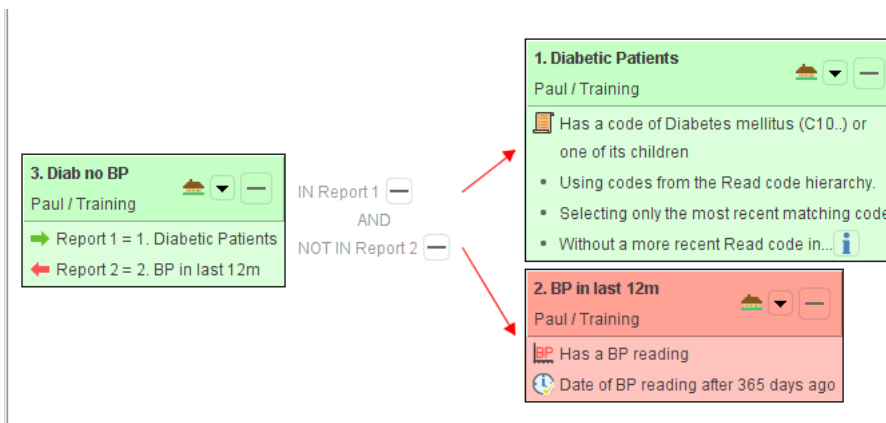 1. Diabetic Patients
Paul / Training
Has a code of Diabetes mellitus (C10..) or
one of its children
• Using codes from the Read code hierarchy.
• Selecting only the most recent matching code
• Without a more recent Read code in...
3. Diab no BP
Paul / Training
Report 1 = 1. Diabetic Patients
Report 2 = 2. BP in last 12m
IN Report 1
AND
NOT IN Report 2
2. BP in last 12m
Paul / Training
BP Has a BP reading
Date of BP reading after 365 days ago